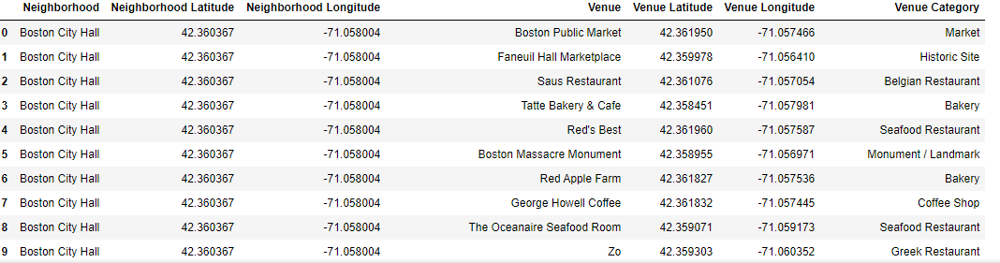 Neighborhood Neighborhood Latitude Neighborhood Longitude Venue Venue Latitude Venue Longitude Venue Category
0 Boston City Hall 42.360367 -71.058004 Boston Public Market 42.361950 -71.057466 Market
1 Boston City Hall 42.360367 -71.058004 Faneuil Hall Marketplace 42.359978 -71.056410 Historic Site
2 Boston City Hall 42.360367 -71.058004 Saus Restaurant 42.361076 -71.057054 Belgian Restaurant
3 Boston City Hall 42.360367 -71.058004 Tatte Bakery & Cafe 42.358451 -71.057981 Bakery
4 Boston City Hall 42.360367 -71.058004 Red's Best 42.361960 -71.057587 Seafood Restaurant
5 Boston City Hall 42.360367 -71.058004 Boston Massacre Monument 42.358955 -71.056971 Monument / Landmark
6 Boston City Hall 42.360367 -71.058004 Red Apple Farm 42.361827 -71.057536 Bakery
7 Boston City Hall 42.360367 -71.058004 George Howell Coffee 42.361832 -71.057445 Coffee Shop
8 Boston City Hall 42.360367 -71.058004 The Oceanaire Seafood Room 42.359071 -71.059173 Seafood Restaurant
9 Boston City Hall 42.360367 -71.058004 Zo 42.359303 -71.060352 Greek Restaurant